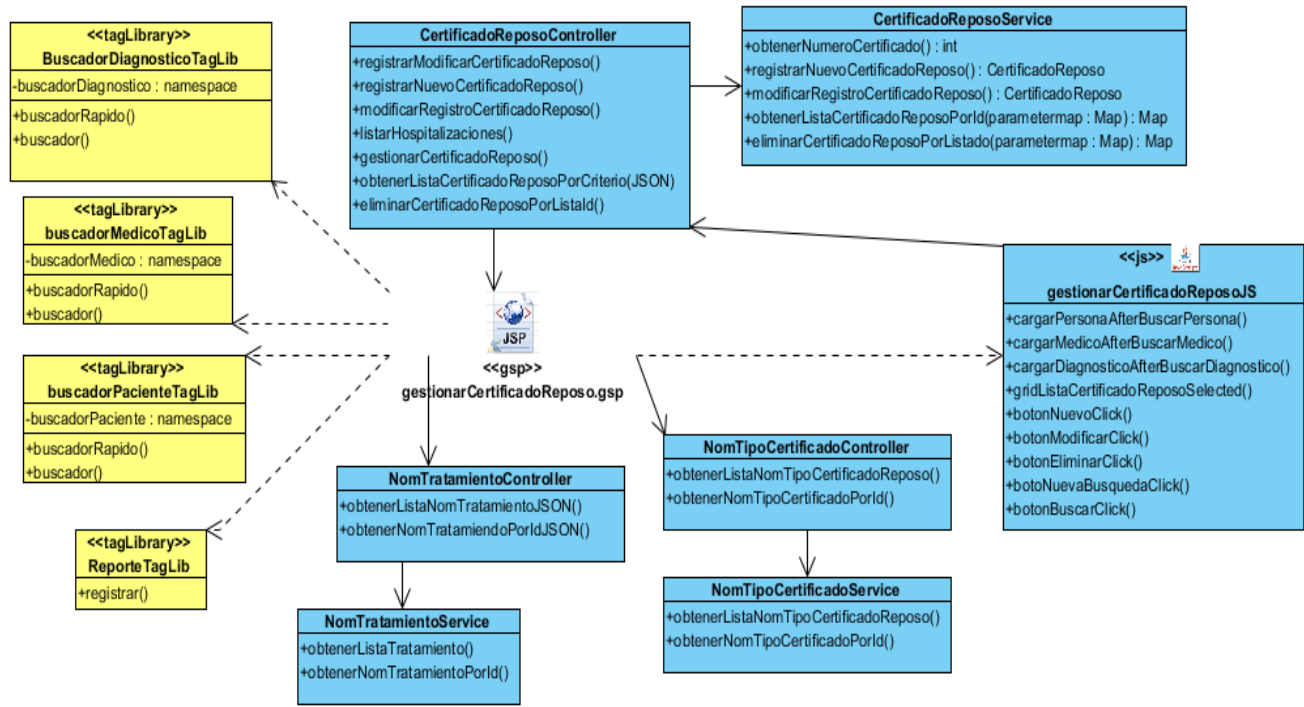 <<tagLibrary>>
BuscadorDiagnosticoTagLib
-buscadorDiagnostico : namespace
+buscadorRapido()
+buscador()
CertificadoReposoController
+registrarModificarCertificadoReposo()
+registrarNuevoCertificadoReposo()
+modificarRegistroCertificadoReposo()
+listarHospitalizaciones()
+gestionarCertificadoReposo()
+obtenerListaCertificadoReposoPorCriterio(JSON)
+eliminarCertificadoReposoPorListaId()
CertificadoReposoService
+obtenerNumeroCertificado() : int
+registrarNuevoCertificadoReposo() : CertificadoReposo
+modificarRegistroCertificadoReposo() : CertificadoReposo
+obtenerListaCertificadoReposoPorId(parametermap : Map) : Map
+eliminarCertificadoReposoPorListado(parametermap : Map) : Map
<<tagLibrary>>
buscadorMedicoTagLib
-buscadorMedico : namespace
+buscadorRapido()
+buscador()
<<tagLibrary>>
buscadorPacienteTagLib
-buscadorPaciente : namespace
+buscadorRapido()
+buscador()
<<tagLibrary>>
ReporteTagLib
+registrar()
JSP
<<gsp>>
gestionarCertificadoReposo.gsp
<<js>>
gestionarCertificadoReposoJS
+cargarPersonaAfterBuscarPersona()
+cargarMedicoAfterBuscarMedico()
+cargarDiagnosticoAfterBuscarDiagnostico()
+gridListaCertificadoReposoSelected()
+botonNuevoClick()
+botonModificarClick()
+botonEliminarClick()
+botoNuevaBusquedaClick()
+botonBuscarClick()
NomTratamientoController
+obtenerListaNomTratamientoJSON()
+obtenerNomTratamiendoPorIdJSON()
NomTipoCertificadoController
+obtenerListaNomTipoCertificadoReposo()
+obtenerNomTipoCertificadoPorId()
NomTratamientoService
+obtenerListaTratamiento()
+obtenerNomTratamientoPorId()
NomTipoCertificadoService
+obtenerListaNomTipoCertificadoReposo()
+obtenerNomTipoCertificadoPorId()